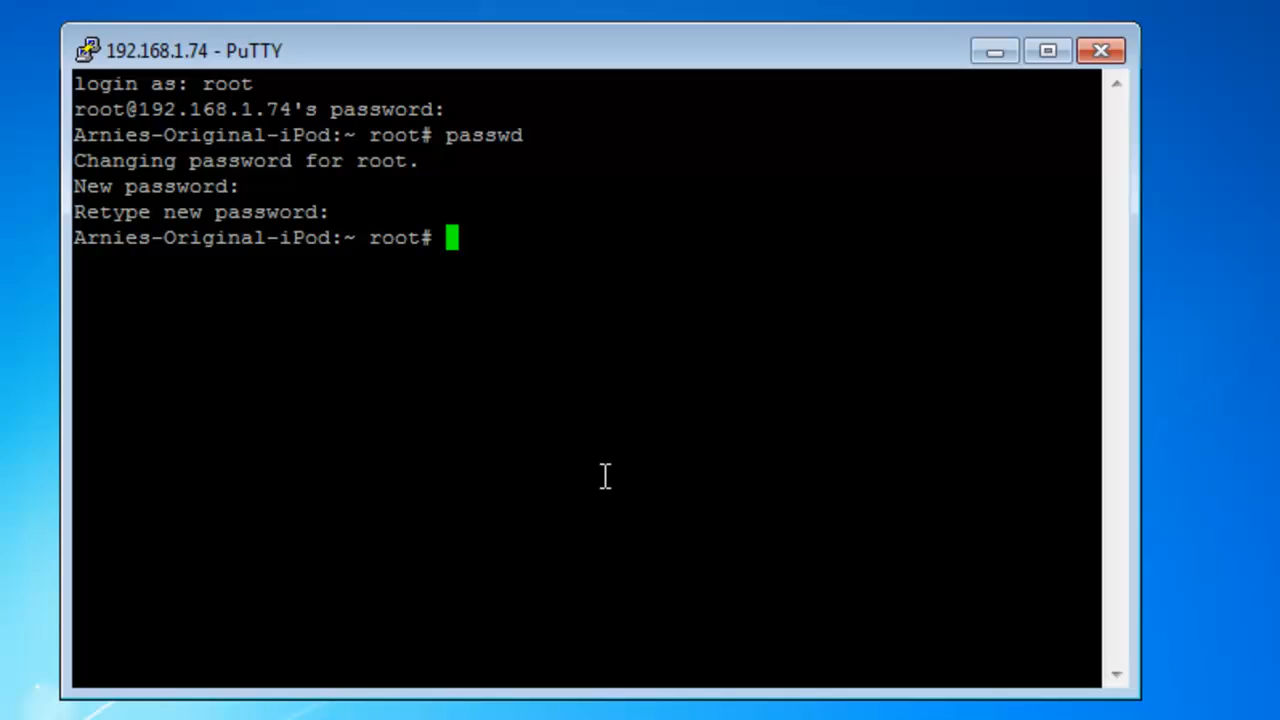 192.168.1.74 - PuTTY
login as: root
root@192.168.1.74's password:
Arnies-Original-iPod:~ root# passwd
Changing password for root.
New password:
Retype new password:
Arnies-Original-iPod:~ root#